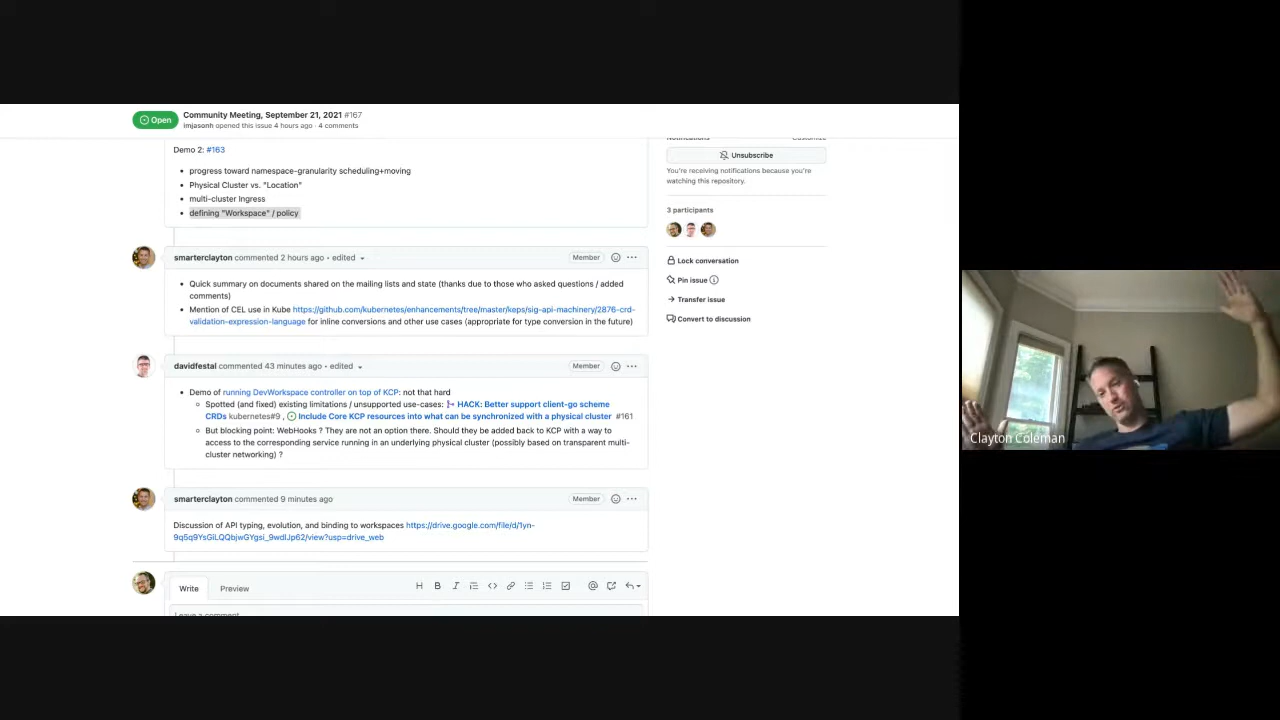 Open
Community Meeting, September 21, 2021 #167
imjasonh opened this issue 4 hours ago · 4 comments
Demo 2: #163
progress toward namespace-granularity scheduling+moving
Physical Cluster vs. "Location"
multi-cluster Ingress
defining "Workspace" / policy
smarterclayton commented 2 hours ago • edited
Member
Quick summary on documents shared on the mailing lists and state (thanks due to those who asked questions / added
comments)
Mention of CEL use in Kube https://github.com/kubernetes/enhancements/tree/master/keps/sig-api-machinery/2876-crd-
validation-expression-language for inline conversions and other use cases (appropriate for type conversion in the future)
davidfestal commented 43 minutes ago • edited
Member
Demo of running DevWorkspace controller on top of KCP: not that hard
Spotted (and fixed) existing limitations / unsupported use-cases: HACK: Better support client-go scheme
CRDs kubernetes#9 , Include Core KCP resources into what can be synchronized with a physical cluster #161
But blocking point: WebHooks ? They are not an option there. Should they be added back to KCP with a way to
access to the corresponding service running in an underlying physical cluster (possibly based on transparent multi-
cluster networking) ?
smarterclayton commented 9 minutes ago
Member
Discussion of API typing, evolution, and binding to workspaces https://drive.google.com/file/d/1yn-
9q5q9YsGiLQQbjwGYgsi_9wdIJp62/view?usp=drive_web
Write
Preview
Leave a comment
Notifications
Customize
Unsubscribe
You're receiving notifications because you're
watching this repository.
3 participants
Lock conversation
Pin issue
Transfer issue
Convert to discussion
Clayton Coleman